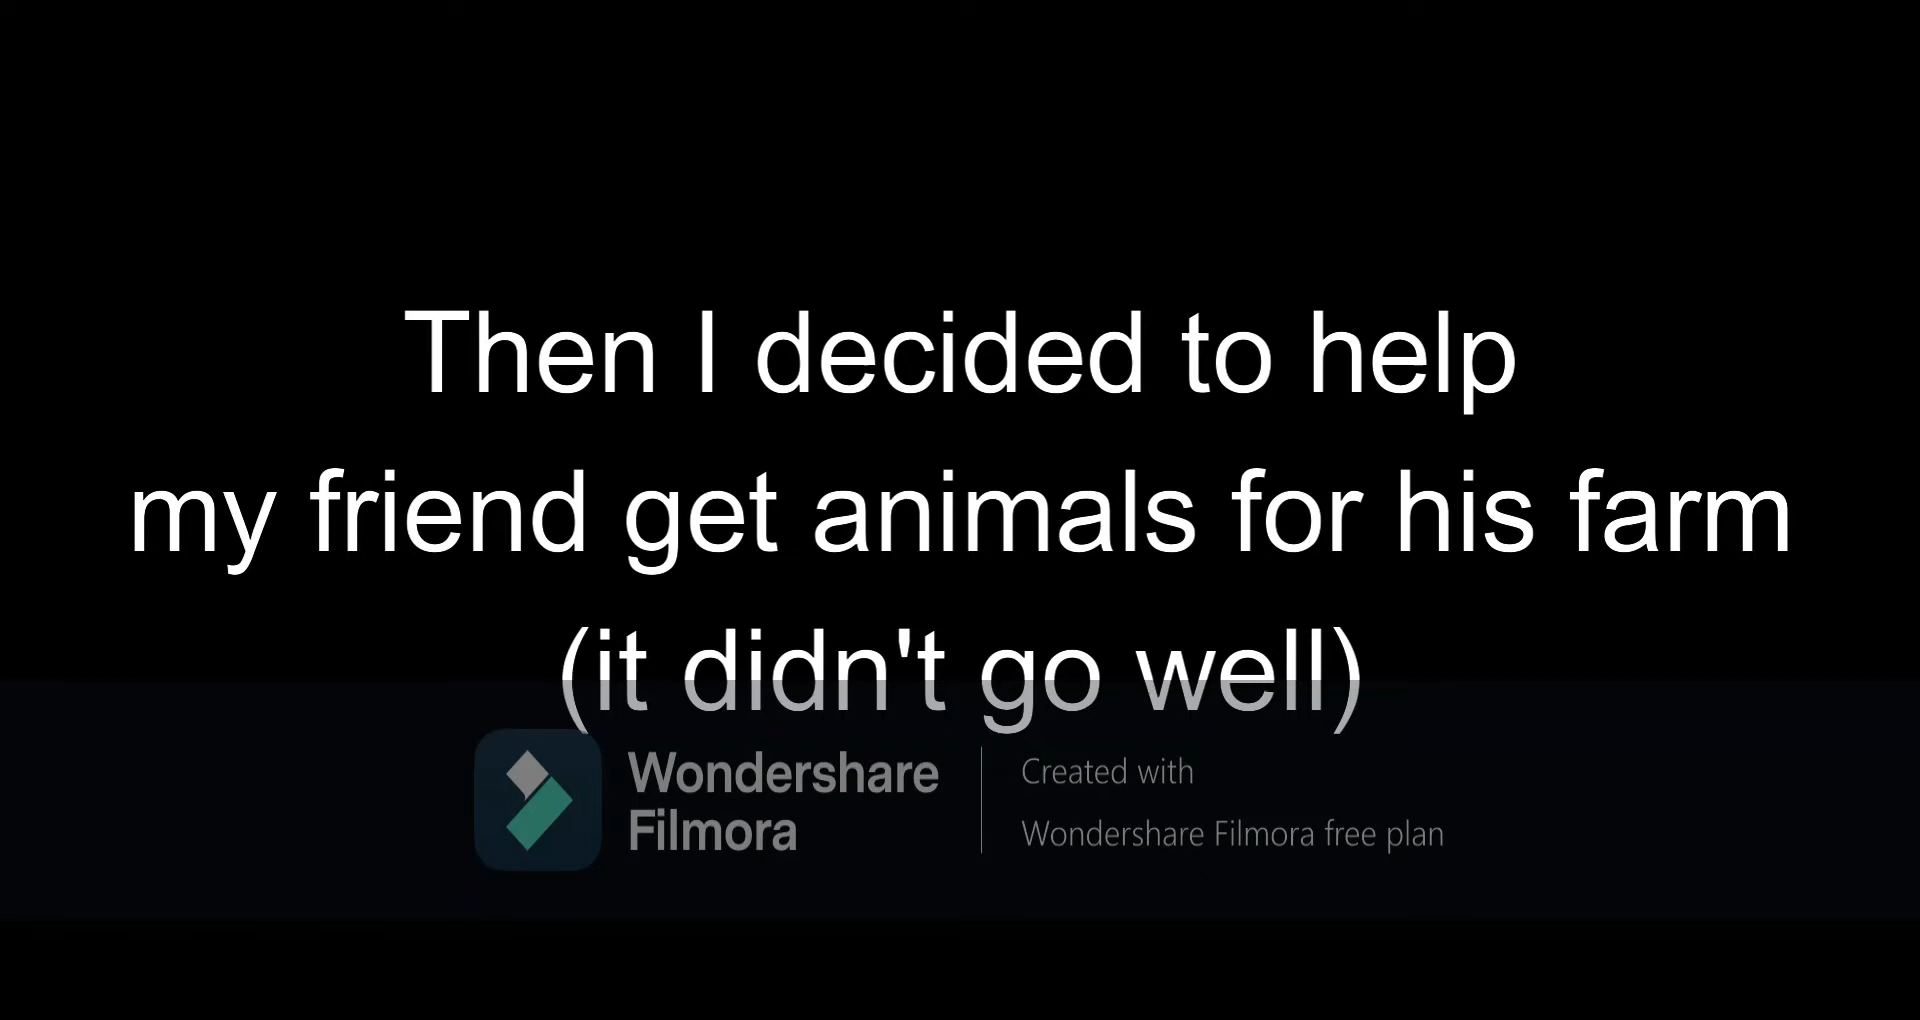 Then I decided to help
my friend get animals for his farm
(it didn't go well)
Wondershare
Filmora
Created with
Wondershare Filmora free plan